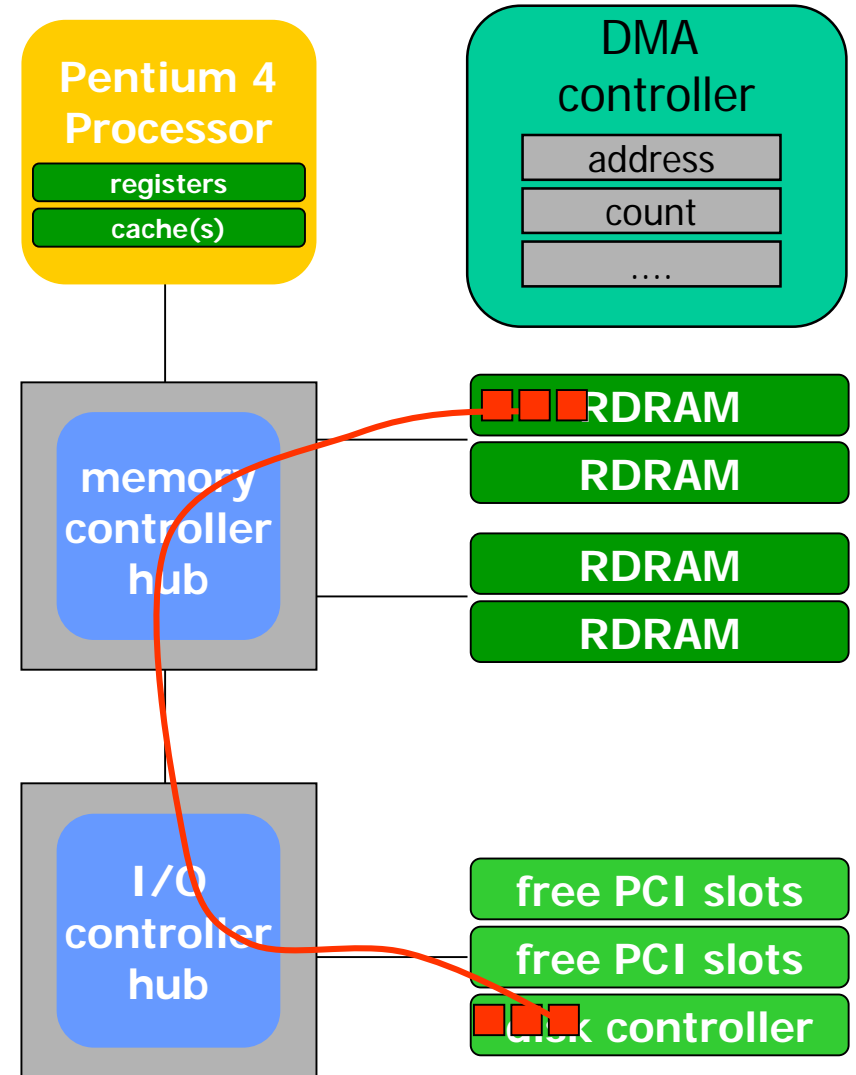 Pentium 4
Processor
registers
cache(s)
DMA
controller
address
count
....
memory
controller
hub
RDRAM
RDRAM
RDRAM
RDRAM
I/O
controller
hub
free PCI slots
free PCI slots
disk controller